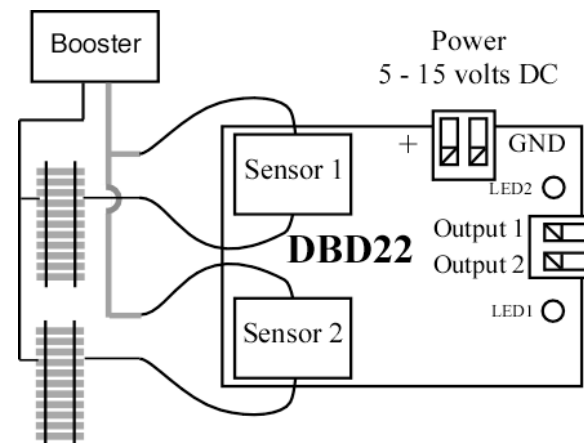 Booster
Power
5 - 15 volts DC
+ GND
Sensor 1
LED2
Output 1
DBD22
Output 2
LED1
Sensor 2